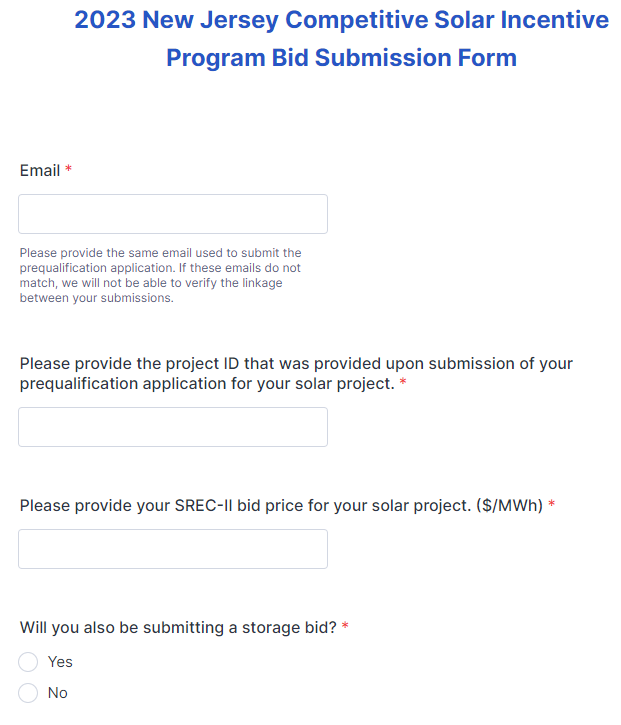 2023 New Jersey Competitive Solar Incentive
Program Bid Submission Form
Email *
Please provide the same email used to submit the
prequalification application. If these emails do not
match, we will not be able to verify the linkage
between your submissions.
Please provide the project ID that was provided upon submission of your
prequalification application for your solar project. *
Please provide your SREC-II bid price for your solar project. ($/MWh) *
Will you also be submitting a storage bid? *
Yes
No